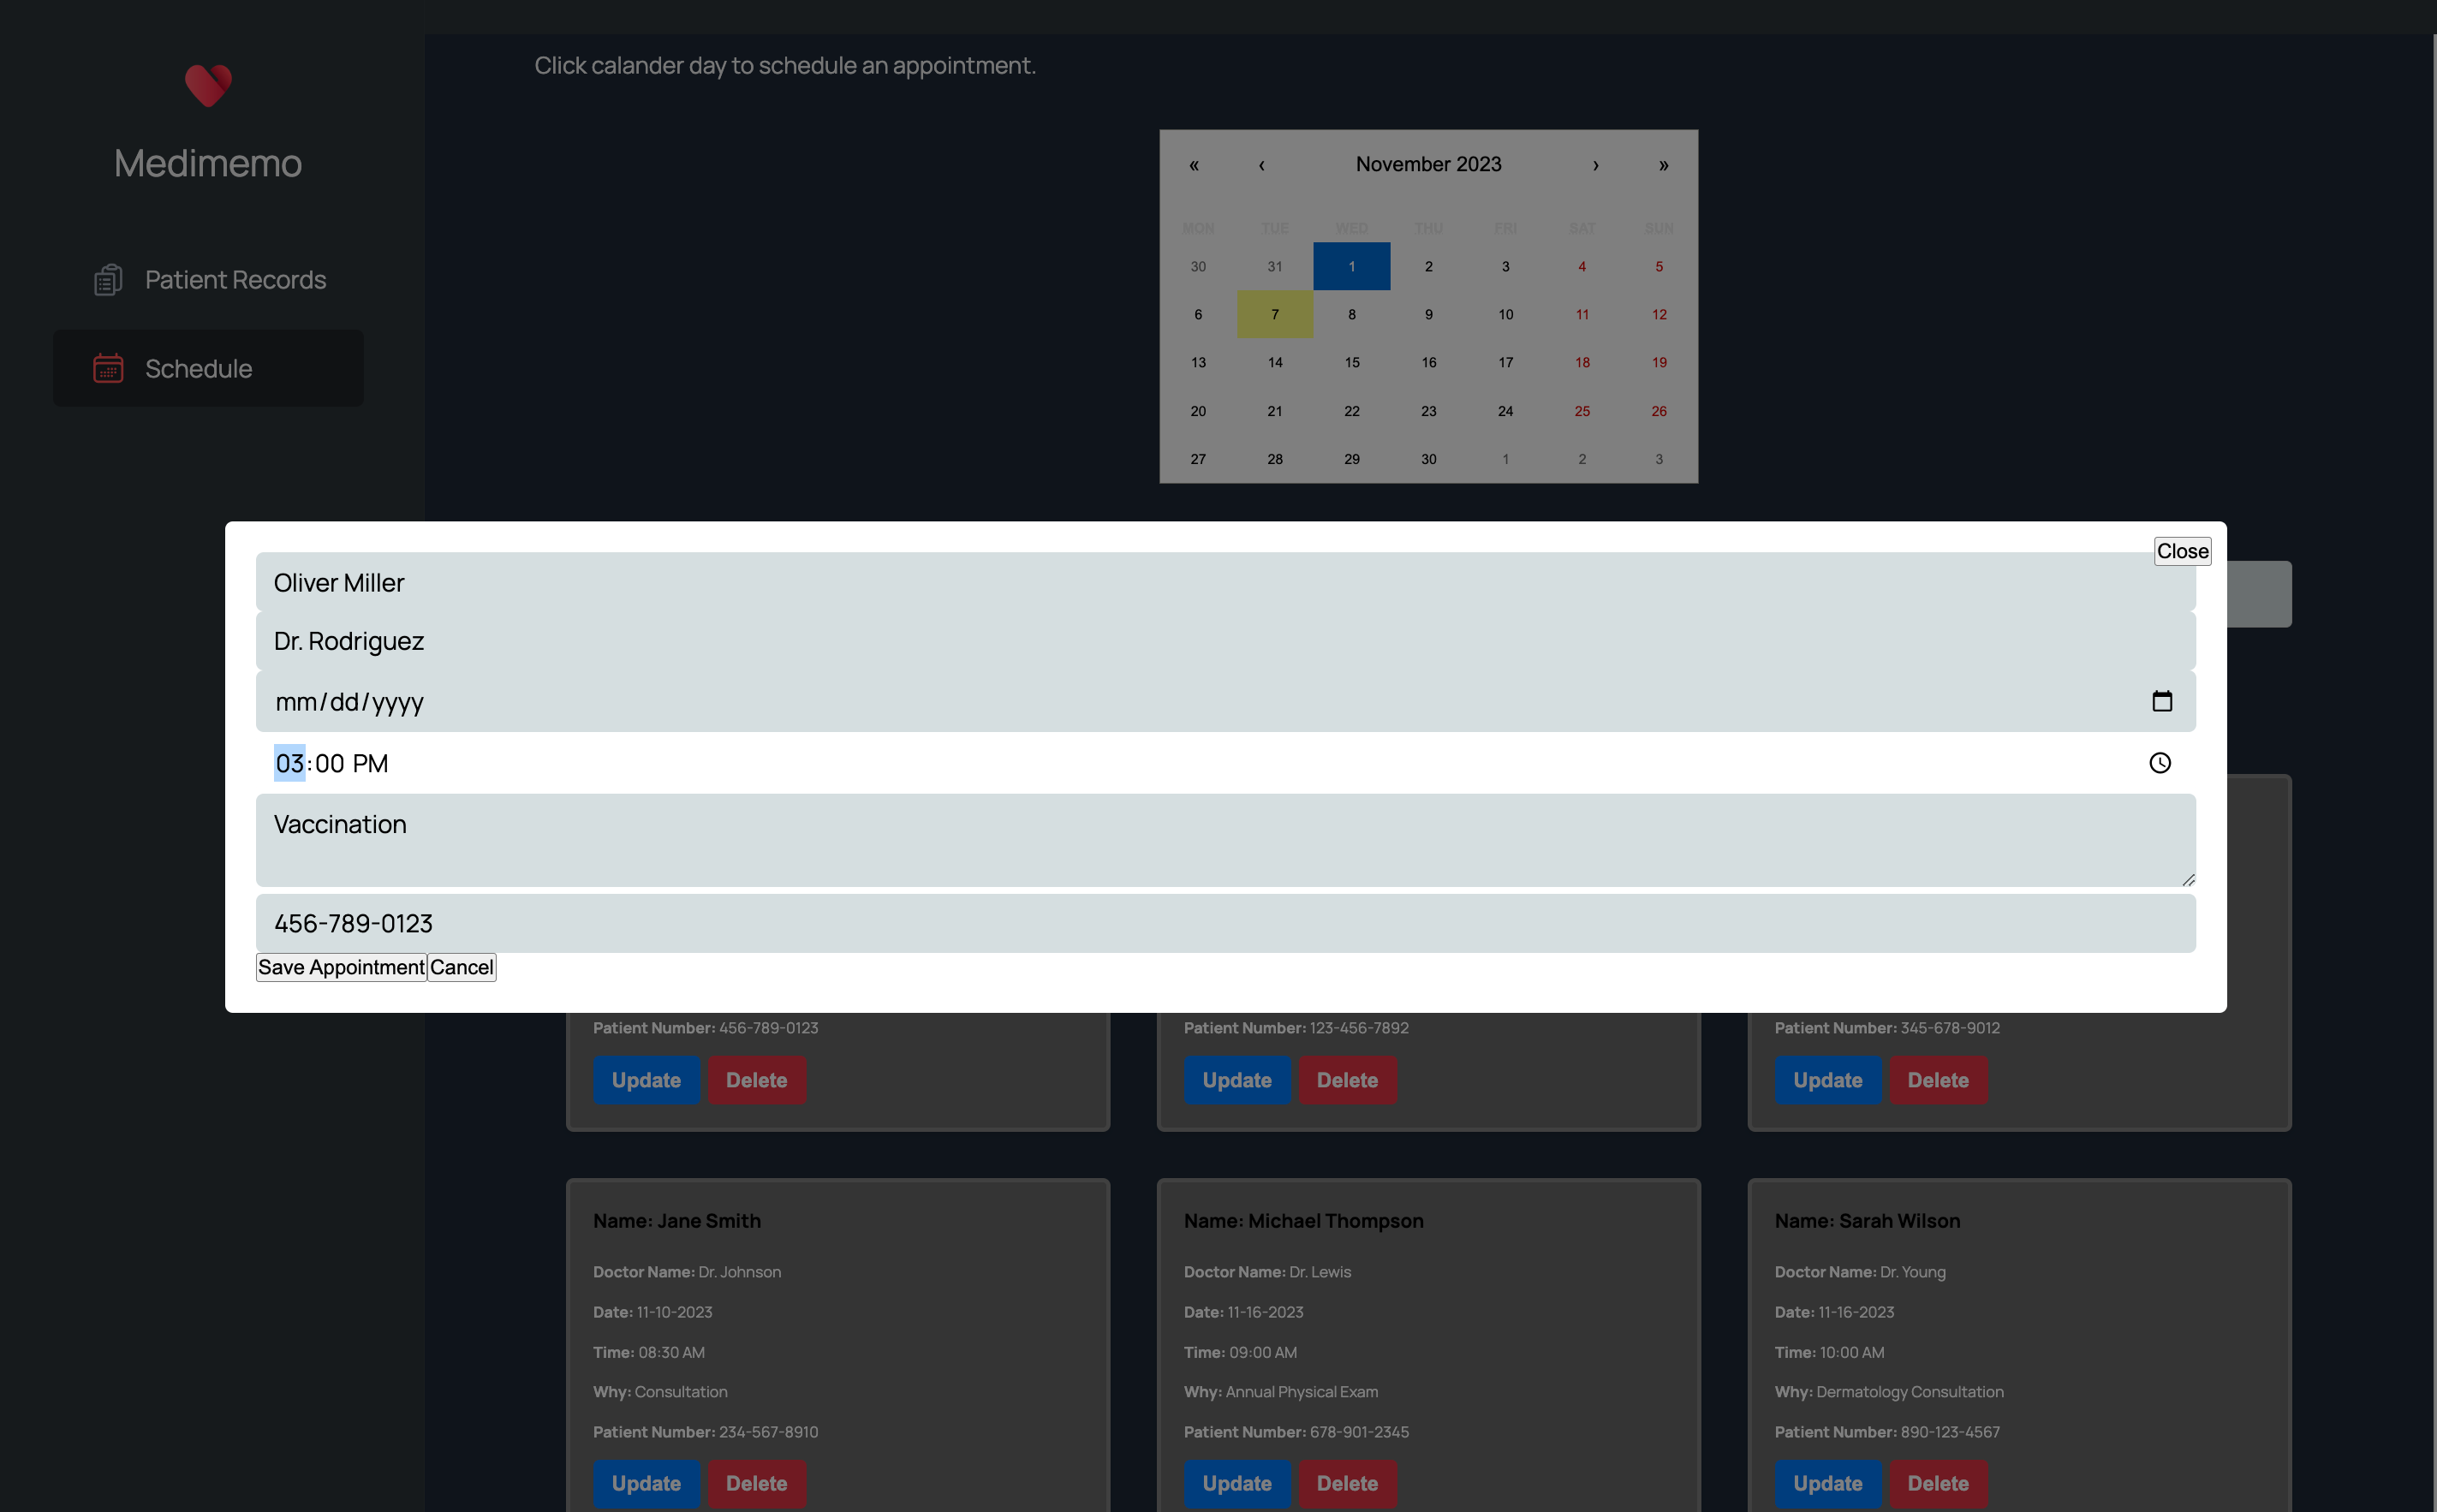 Medimemo
Patient Records
Schedule
Click calander day to schedule an appointment.
« ‹ November 2023 › »
MON TUE WED THU FRI SAT SUN
30 31 1 2 3 4 5
6 7 8 9 10 11 12
13 14 15 16 17 18 19
20 21 22 23 24 25 26
27 28 29 30 1 2 3
Close
Oliver Miller
Dr. Rodriguez
mm/dd/yyyy
03:00 PM
Vaccination
456-789-0123
Save Appointment Cancel
Patient Number: 456-789-0123
Update Delete
Patient Number: 123-456-7892
Update Delete
Patient Number: 345-678-9012
Update Delete
Name: Jane Smith
Doctor Name: Dr. Johnson
Date: 11-10-2023
Time: 08:30 AM
Why: Consultation
Patient Number: 234-567-8910
Update Delete
Name: Michael Thompson
Doctor Name: Dr. Lewis
Date: 11-16-2023
Time: 09:00 AM
Why: Annual Physical Exam
Patient Number: 678-901-2345
Update Delete
Name: Sarah Wilson
Doctor Name: Dr. Young
Date: 11-16-2023
Time: 10:00 AM
Why: Dermatology Consultation
Patient Number: 890-123-4567
Update Delete